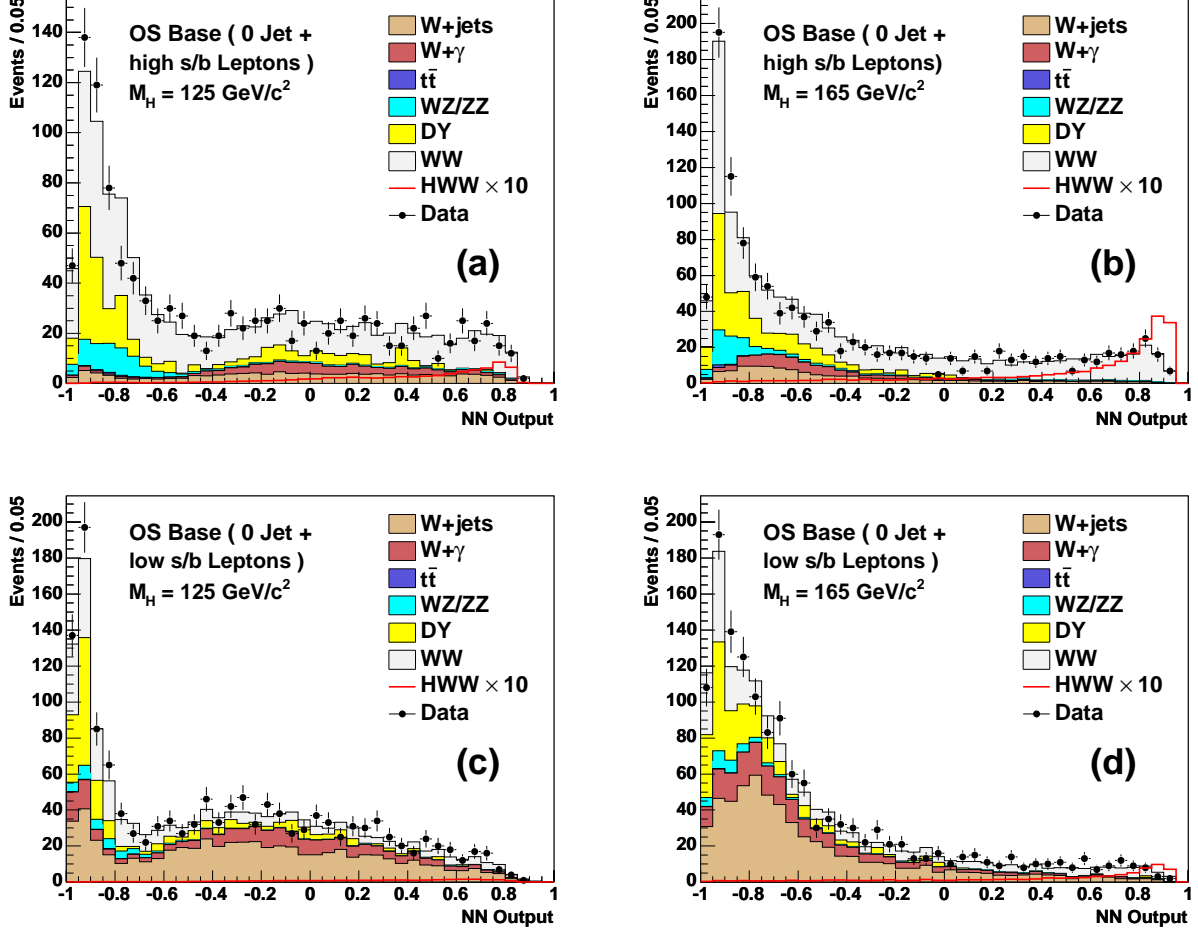 Events / 0.05
140
120
100
80
60
40
20
0
-1 -0.8 -0.6 -0.4 -0.2 0 0.2 0.4 0.6 0.8 1
NN Output
OS Base ( 0 Jet +
high s/b Leptons )
M_H = 125 GeV/c²
W+jets
W+γ
tt̄
WZ/ZZ
DY
WW
HWW × 10
Data
(a)
Events / 0.05
200
180
160
140
120
100
80
60
40
20
0
-1 -0.8 -0.6 -0.4 -0.2 0 0.2 0.4 0.6 0.8 1
NN Output
OS Base ( 0 Jet +
high s/b Leptons)
M_H = 165 GeV/c²
W+jets
W+γ
tt̄
WZ/ZZ
DY
WW
HWW × 10
Data
(b)
Events / 0.05
200
180
160
140
120
100
80
60
40
20
0
-1 -0.8 -0.6 -0.4 -0.2 0 0.2 0.4 0.6 0.8 1
NN Output
OS Base ( 0 Jet +
low s/b Leptons )
M_H = 125 GeV/c²
W+jets
W+γ
tt̄
WZ/ZZ
DY
WW
HWW × 10
Data
(c)
Events / 0.05
200
180
160
140
120
100
80
60
40
20
0
-1 -0.8 -0.6 -0.4 -0.2 0 0.2 0.4 0.6 0.8 1
NN Output
OS Base ( 0 Jet +
low s/b Leptons )
M_H = 165 GeV/c²
W+jets
W+γ
tt̄
WZ/ZZ
DY
WW
HWW × 10
Data
(d)